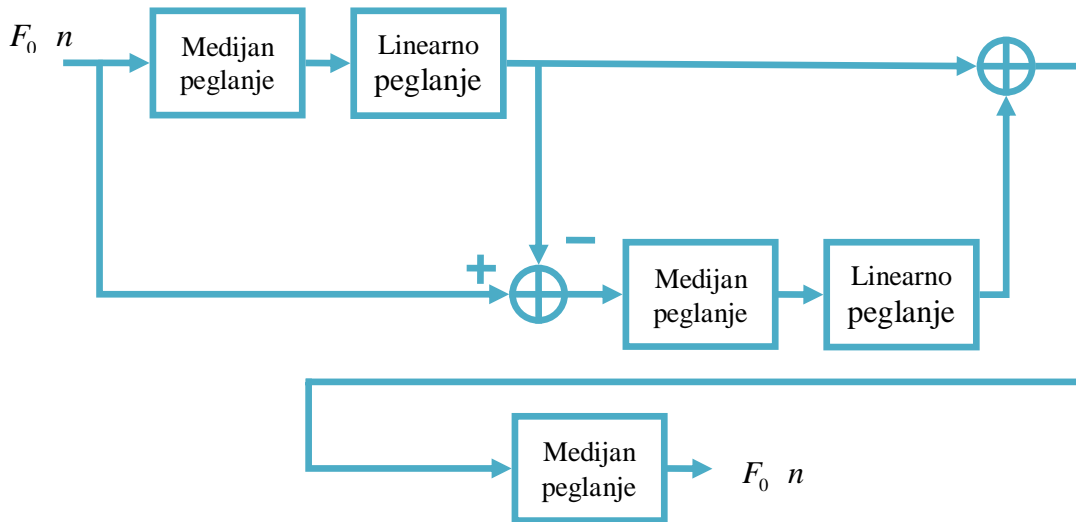 F₀ n
Medijan
peglanje
Linearno
peglanje
+
−
Medijan
peglanje
Linearno
peglanje
Medijan
peglanje
F₀ n